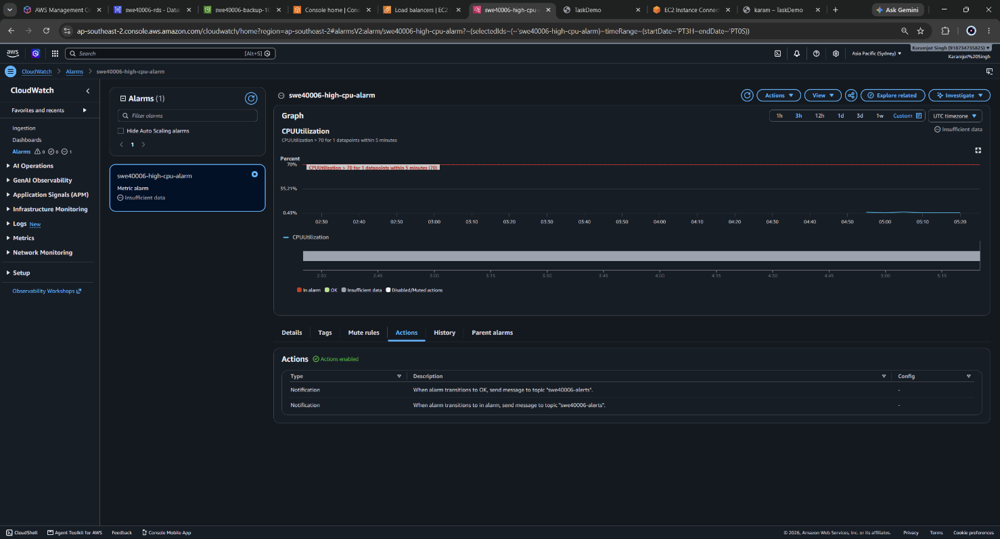 AWS Management Co
swe40006-rds - Datal
swe40006-backup-10
Console home | Cons
Load balancers | EC2
swe40006-high-cpu-
TaskDemo
EC2 Instance Connect
karam – TaskDemo
Ask Gemini
ap-southeast-2.console.aws.amazon.com/cloudwatch/home?region=ap-southeast-2#alarmsV2:alarm/swe40006-high-cpu-alarm?~(selectedIds~(~'swe40006-high-cpu-alarm)~timeRange~(startDate~'PT3H~endDate~'PT0S))
aws
Search
[Alt+S]
Asia Pacific (Sydney)
Karamjot Singh (918734735825)
Karamjot%20Singh
CloudWatch
Alarms
swe40006-high-cpu-alarm
CloudWatch
Favorites and recents
Ingestion
Dashboards
Alarms 0 0 1
AI Operations
GenAI Observability
Application Signals (APM)
Infrastructure Monitoring
Logs New
Metrics
Network Monitoring
Setup
Observability Workshops
Alarms (1)
Filter alarms
Hide Auto Scaling alarms
1
swe40006-high-cpu-alarm
Metric alarm
Insufficient data
swe40006-high-cpu-alarm
Actions
View
Explore related
Investigate
Graph
1h 3h 12h 1d 3d 1w Custom
UTC timezone
CPUUtilization
Insufficient data
CPUUtilization > 70 for 1 datapoints within 5 minutes
Percent
70%
CPUUtilization > 70 for 1 datapoints within 5 minutes (70)
35.21%
0.43%
02:30 02:40 02:50 03:00 03:10 03:20 03:30 03:40 03:50 04:00 04:10 04:20 04:30 04:40 04:50 05:00 05:10 05:20
CPUUtilization
2:30 2:45 3:00 3:15 3:30 3:45 4:00 4:15 4:30 4:45 5:00 5:15
In alarm OK Insufficient data Disabled/Muted actions
Details Tags Mute rules Actions History Parent alarms
Actions Actions enabled
Type Description Config
Notification When alarm transitions to OK, send message to topic "swe40006-alerts". -
Notification When alarm transitions to in alarm, send message to topic "swe40006-alerts". -
CloudShell
Agent Toolkit for AWS
Feedback
Console Mobile App
© 2026, Amazon Web Services, Inc. or its affiliates.
Privacy
Terms
Cookie preferences